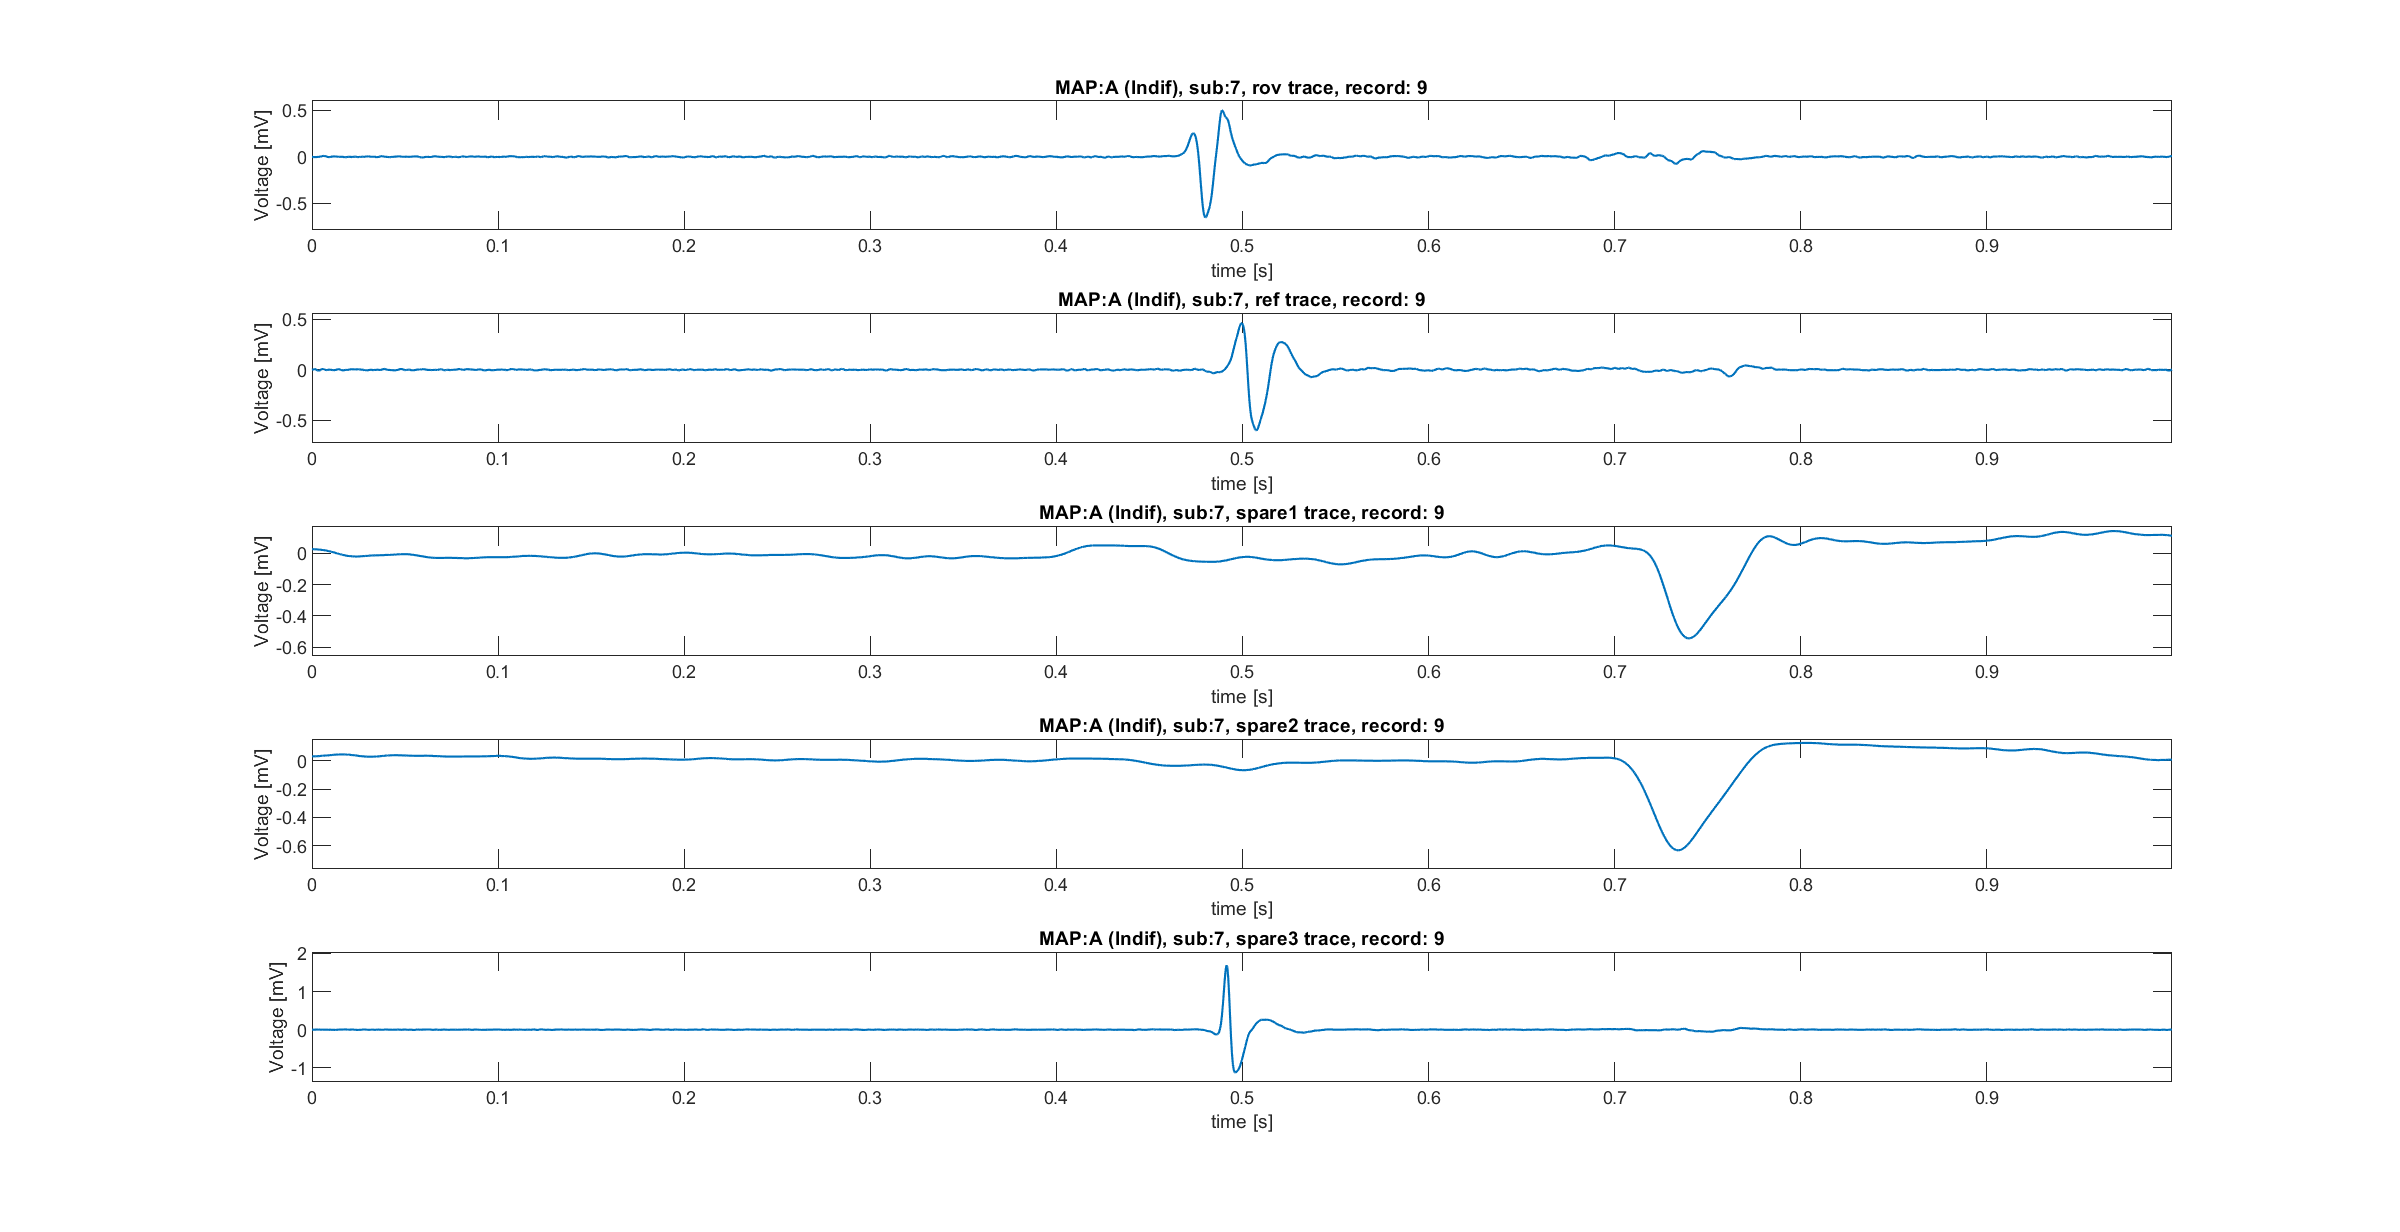 MAP:A (Indif), sub:7, rov trace, record: 9
Voltage [mV]
0.5
0
-0.5
0 0.1 0.2 0.3 0.4 0.5 0.6 0.7 0.8 0.9
time [s]
MAP:A (Indif), sub:7, ref trace, record: 9
Voltage [mV]
0.5
0
-0.5
0 0.1 0.2 0.3 0.4 0.5 0.6 0.7 0.8 0.9
time [s]
MAP:A (Indif), sub:7, spare1 trace, record: 9
Voltage [mV]
0
-0.2
-0.4
-0.6
0 0.1 0.2 0.3 0.4 0.5 0.6 0.7 0.8 0.9
time [s]
MAP:A (Indif), sub:7, spare2 trace, record: 9
Voltage [mV]
0
-0.2
-0.4
-0.6
0 0.1 0.2 0.3 0.4 0.5 0.6 0.7 0.8 0.9
time [s]
MAP:A (Indif), sub:7, spare3 trace, record: 9
Voltage [mV]
2
1
0
-1
0 0.1 0.2 0.3 0.4 0.5 0.6 0.7 0.8 0.9
time [s]